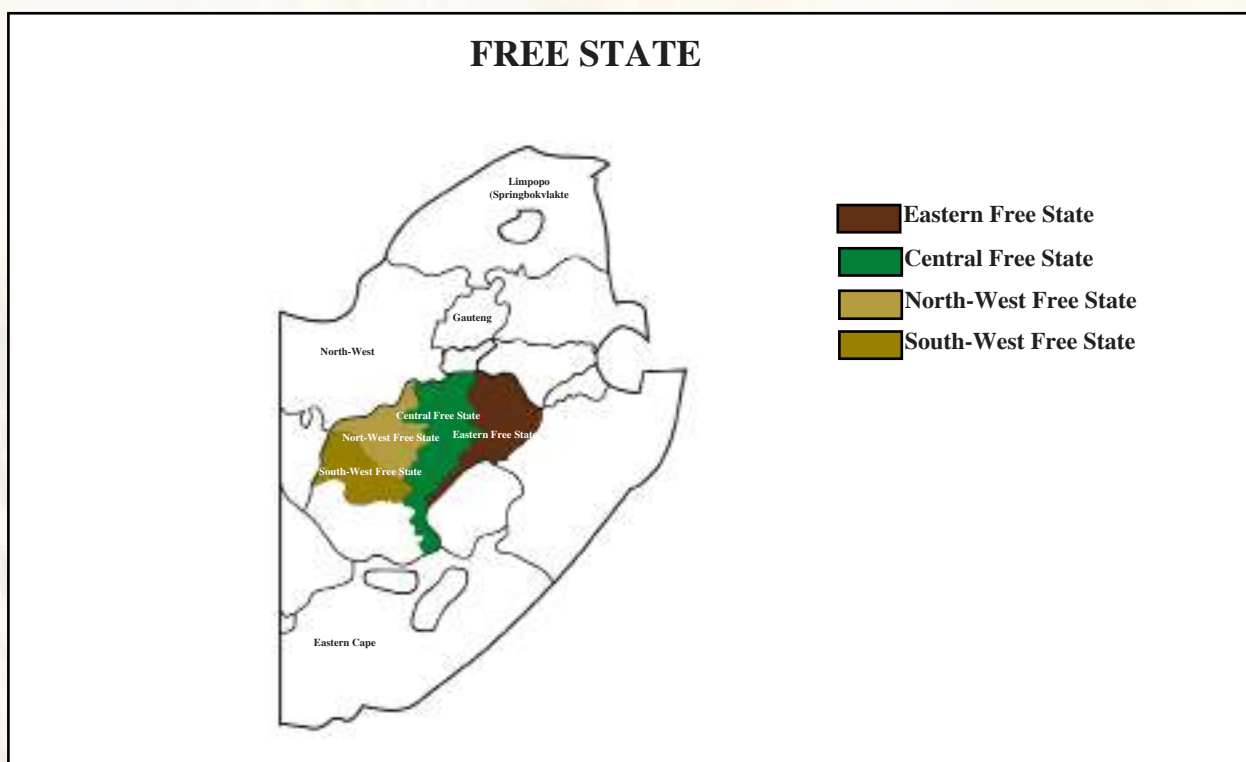 FREE STATE
Limpopo
(Springbokvlakte
Gauteng
North-West
Central Free State
Nort-West Free State
Eastern Free State
South-West Free State
Eastern Cape
Eastern Free State
Central Free State
North-West Free State
South-West Free State